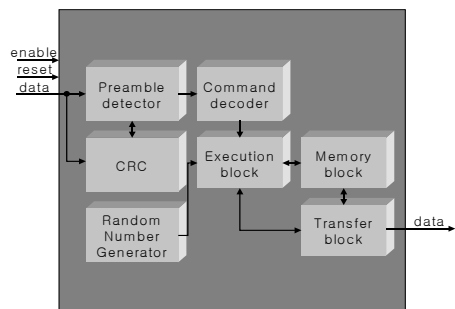 enable
reset
data
Preamble
detector
Command
decoder
CRC
Execution
block
Memory
block
Random
Number
Generator
Transfer
block
data